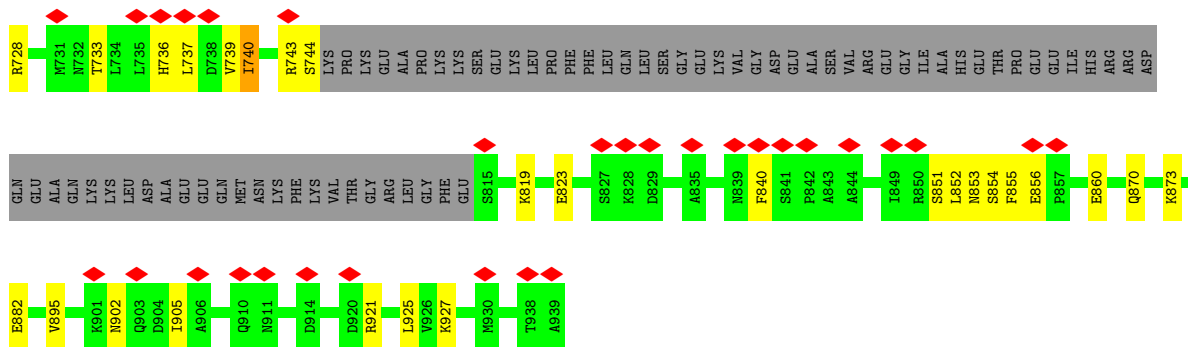 R728 M731 N732 T733 L734 L735 H736 L737 D738 V739 I740 R743 S744 LYS PRO LYS GLU ALA PRO LYS LYS SER GLU LYS LEU PRO PHE PHE LEU GLN LEU SER GLY GLU LYS VAL GLY ASP GLU ALA SER VAL ARG GLU GLY ILE ALA HIS GLU THR PRO GLU GLU ILE HIS ARG ARG ASP
GLN GLU ALA GLN LYS LYS LEU ASP ALA GLU GLU GLN MET ASN LYS PHE LYS VAL THR GLY ARG LEU GLY PHE GLU S815 K819 E823 S827 K828 D829 A835 N839 F840 S841 P842 A843 A844 I849 R850 S851 L852 N853 S854 F855 E856 P857 E860 Q870 K873
E882 V895 K901 N902 Q903 D904 I905 A906 Q910 N911 D914 D920 R921 L925 V926 K927 M930 T938 A939